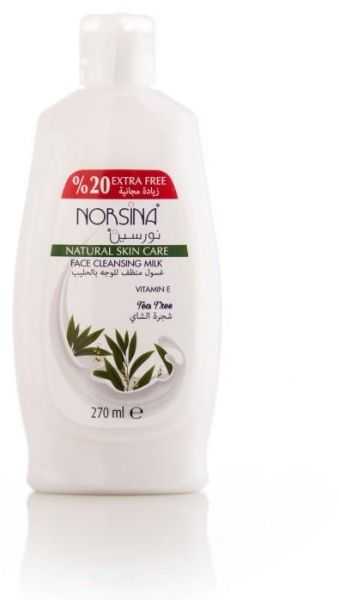 %20 EXTRA FREE
زيادة مجانية
NORSINA®
نورسين®
NATURAL SKIN CARE
FACE CLEANSING MILK
غسول منظف للوجه بالحليب
VITAMIN E
Tea Tree
شجرة الشاي
270 ml ℮